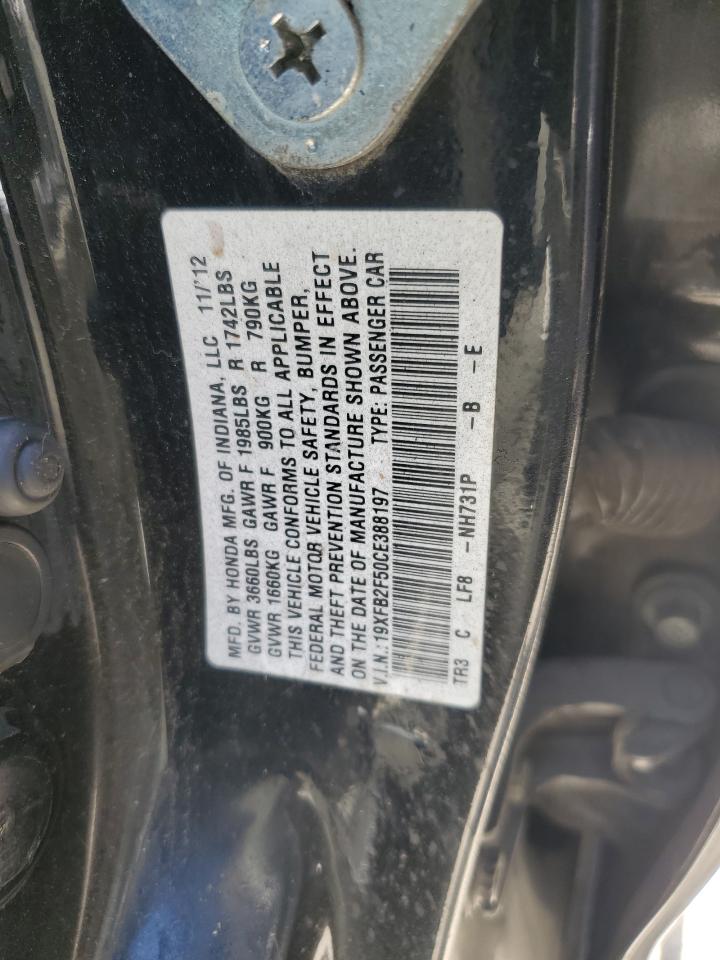 MFD. BY HONDA MFG. OF INDIANA, LLC 11/'12
GVWR 3660LBS GAWR F 1985LBS R 1742LBS
GVWR 1660KG GAWR F 900KG R 790KG
THIS VEHICLE CONFORMS TO ALL APPLICABLE
FEDERAL MOTOR VEHICLE SAFETY, BUMPER,
AND THEFT PREVENTION STANDARDS IN EFFECT
ON THE DATE OF MANUFACTURE SHOWN ABOVE.
V.I.N.:19XFB2F50CE388197 TYPE: PASSENGER CAR
TR3 C LF8 -NH731P -B -E